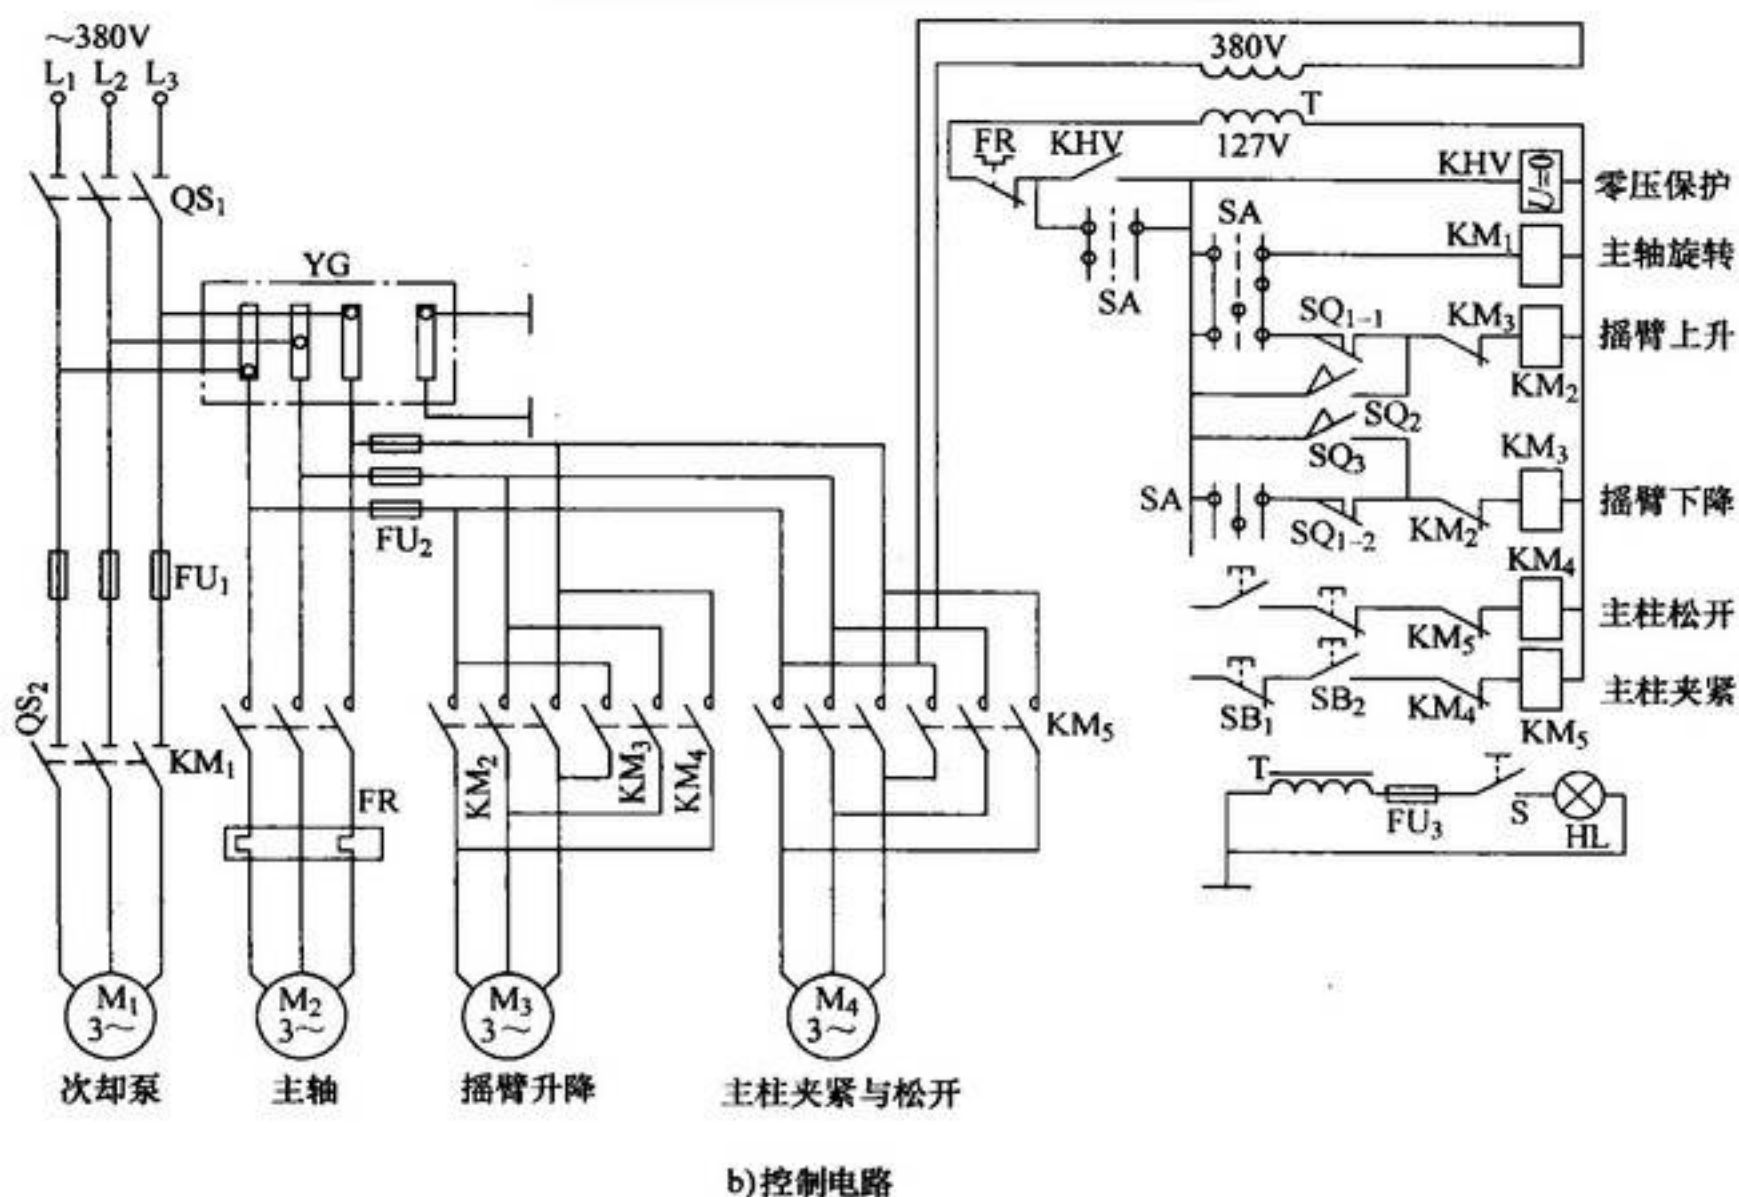 ~380V
L₁ L₂ L₃
QS₁
YG
FU₂
FU₁
QS₂
KM₁
FR
KM₂
KM₃
KM₄
KM₅
M₁
3~
M₂
3~
M₃
3~
M₄
3~
次却泵
主轴
摇臂升降
主柱夹紧与松开
380V
T
127V
FR
KHV
KHV
U=0
零压保护
SA
SA
KM₁
主轴旋转
SQ₁₋₁
KM₃
摇臂上升
KM₂
SQ₂
SQ₃
KM₃
SA
SQ₁₋₂
KM₂
摇臂下降
KM₄
KM₅
主柱松开
SB₁
SB₂
KM₄
主柱夹紧
KM₅
T
FU₃
S
HL
b)控制电路